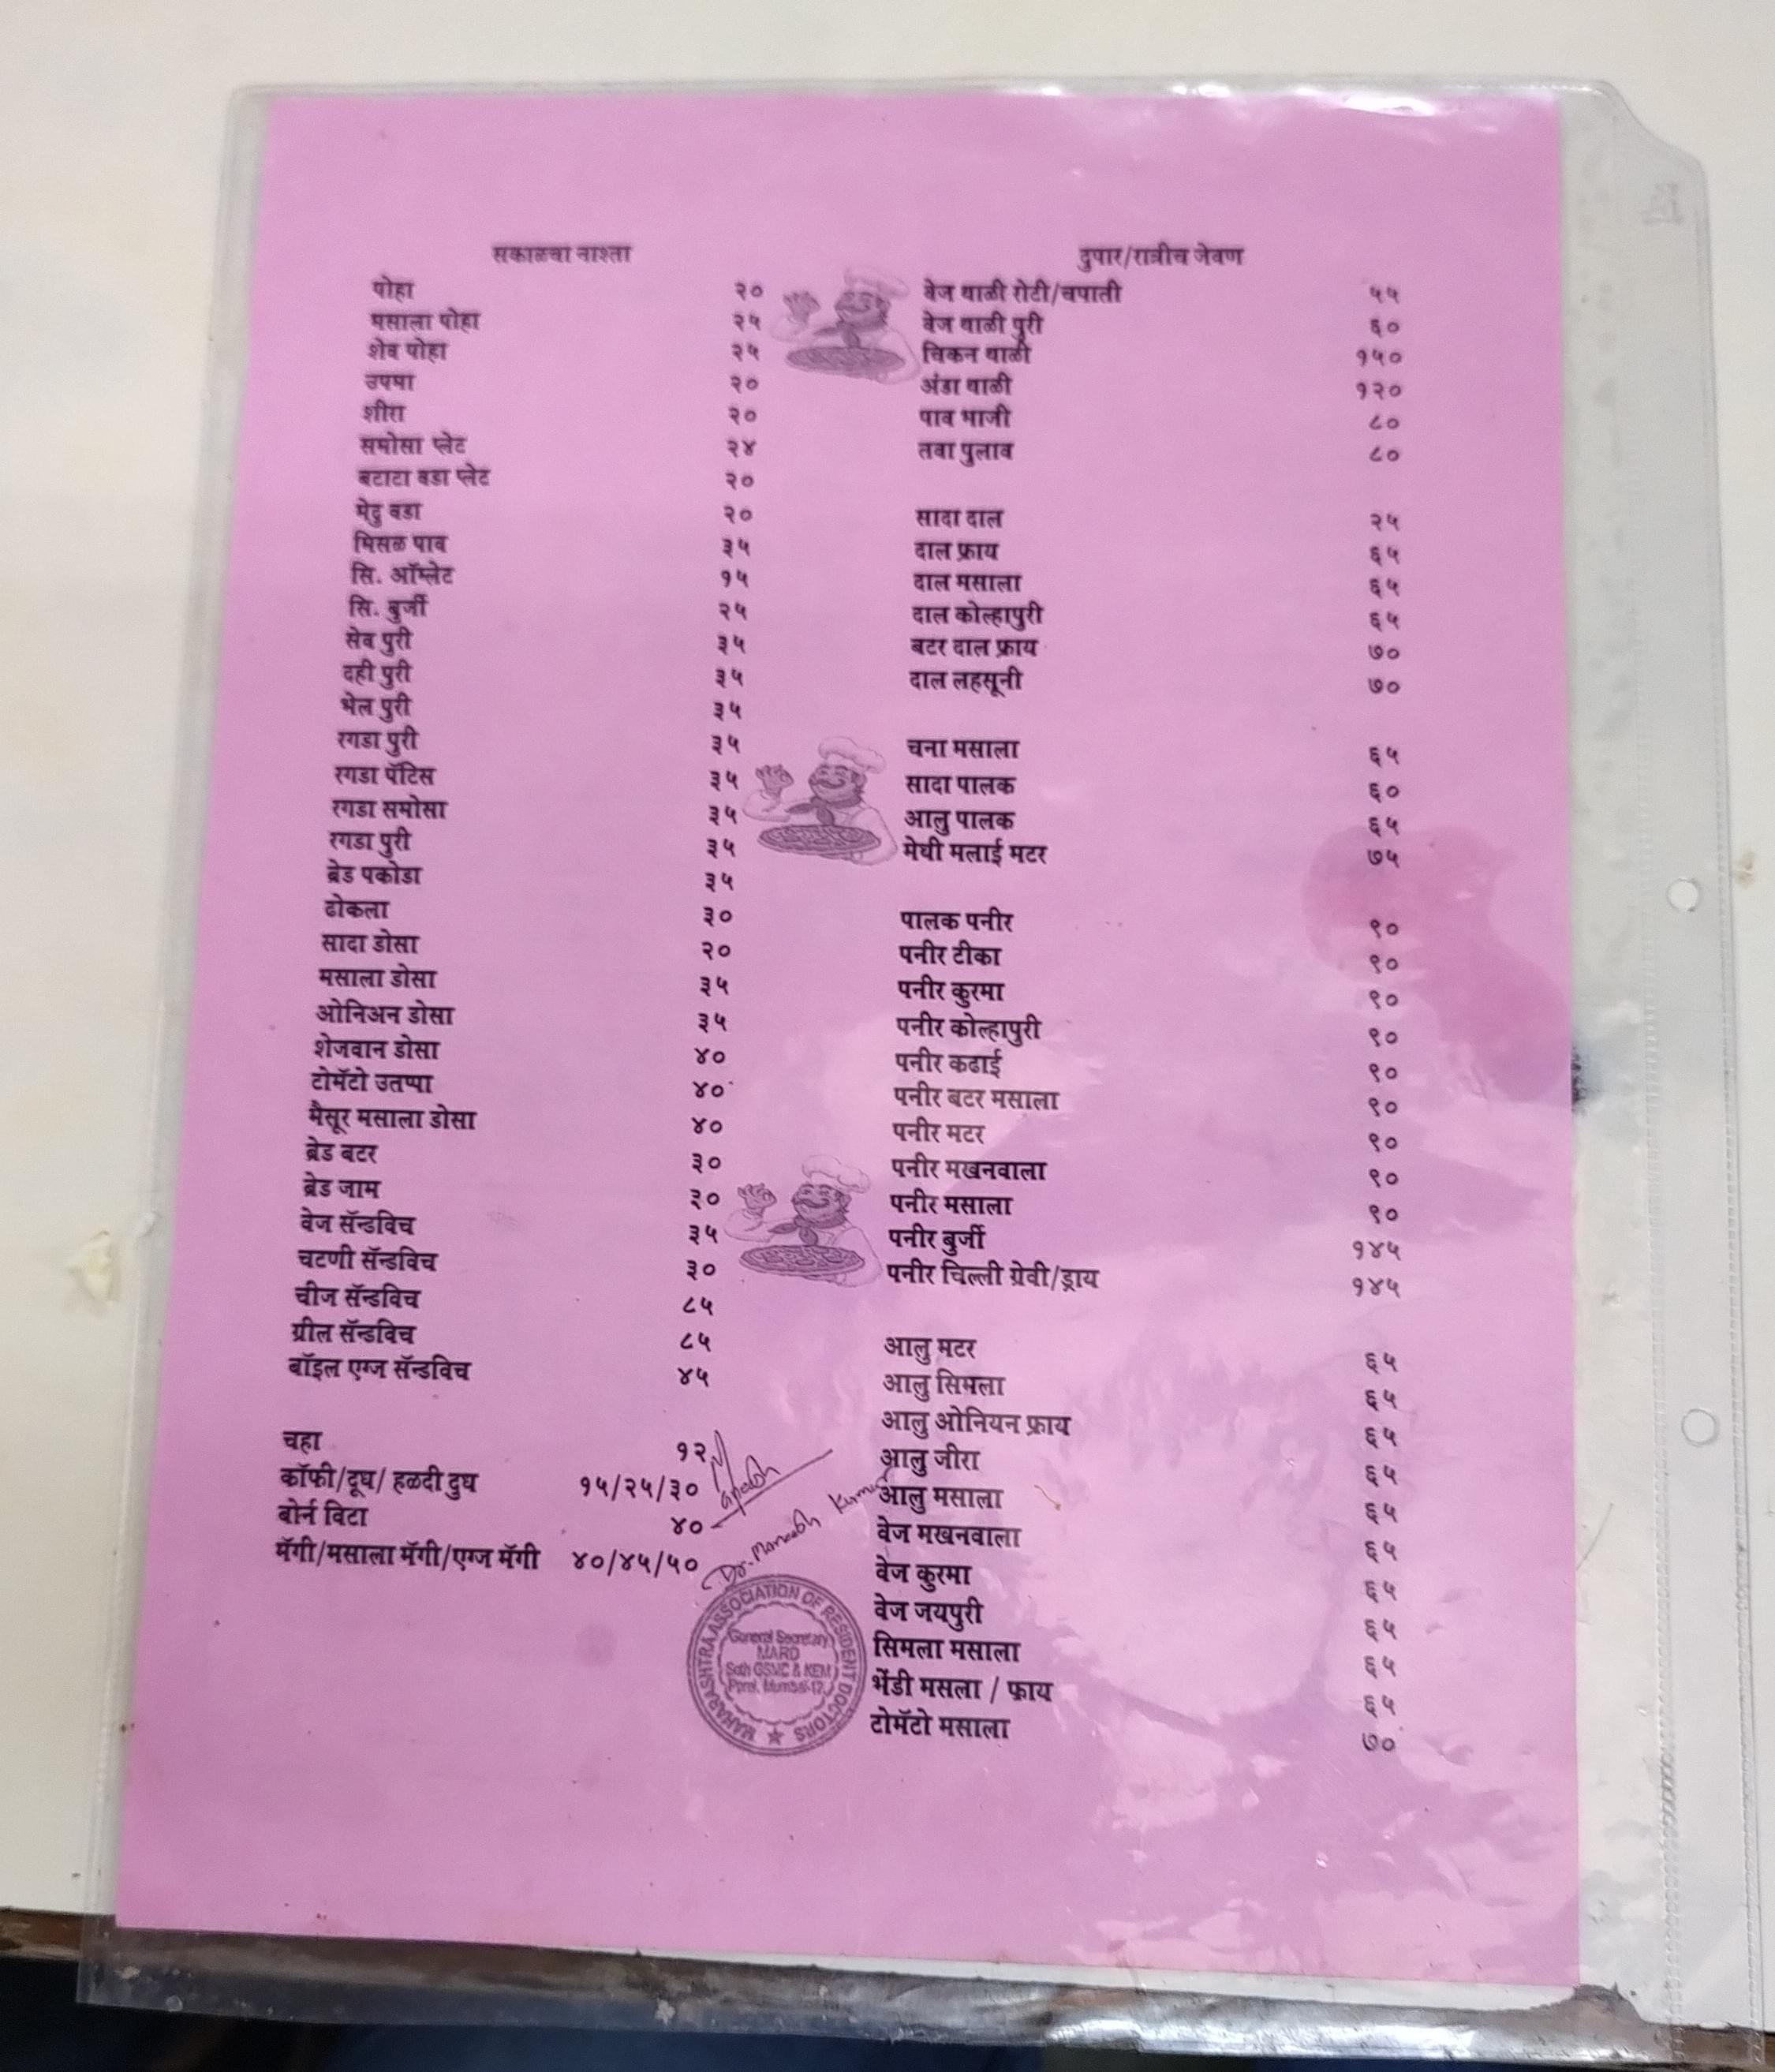 सकाळचा नाश्ता
पोहा २०
मसाला पोहा २५
शेव पोहा २५
उपमा २०
शीरा २०
समोसा प्लेट २४
बटाटा वडा प्लेट २०
मेदु वडा २०
मिसळ पाव ३५
सि. ऑम्लेट १५
सि. बुर्जी २५
सेव पुरी ३५
दही पुरी ३५
भेल पुरी ३५
रगडा पुरी ३५
रगडा पॅटिस ३५
रगडा समोसा ३५
रगडा पुरी ३५
ब्रेड पकोडा ३५
ढोकला ३०
सादा डोसा २०
मसाला डोसा ३५
ओनिअन डोसा ३५
शेजवान डोसा ४०
टोमॅटो उतप्पा ४०
मैसूर मसाला डोसा ४०
ब्रेड बटर ३०
ब्रेड जाम ३०
वेज सॅन्डविच ३५
चटणी सॅन्डविच ३०
चीज सॅन्डविच ८५
ग्रील सॅन्डविच ८५
बॉइल एग्ज सॅन्डविच ४५
चहा १२
कॉफी/दूध/ हळदी दुध १५/२५/३०
बोर्न विटा ४०
मॅगी/मसाला मॅगी/एग्ज मॅगी ४०/४५/५०
Dr. Manabh Kumar
MAHARASHTRA ASSOCIATION OF RESIDENT DOCTORS
General Secretary
MARD
Seth GSMC & KEM
Parel, Mumbai-12.
दुपार/रात्रीच जेवण
वेज थाळी रोटी/चपाती ५५
वेज थाळी पुरी ६०
चिकन थाळी १५०
अंडा थाळी १२०
पाव भाजी ८०
तवा पुलाव ८०
सादा दाल २५
दाल फ्राय ६५
दाल मसाला ६५
दाल कोल्हापुरी ६५
बटर दाल फ्राय ७०
दाल लहसूनी ७०
चना मसाला ६५
सादा पालक ६०
आलु पालक ६५
मेथी मलाई मटर ७५
पालक पनीर ९०
पनीर टीका ९०
पनीर कुरमा ९०
पनीर कोल्हापुरी ९०
पनीर कढाई ९०
पनीर बटर मसाला ९०
पनीर मटर ९०
पनीर मखनवाला ९०
पनीर मसाला ९०
पनीर बुर्जी १४५
पनीर चिल्ली ग्रेवी/ड्राय १४५
आलु मटर ६५
आलु सिमला ६५
आलु ओनियन फ्राय ६५
आलु जीरा ६५
आलु मसाला ६५
वेज मखनवाला ६५
वेज कुरमा ६५
वेज जयपुरी ६५
सिमला मसाला ६५
भेंडी मसला / फ्राय ६५
टोमॅटो मसाला ७०